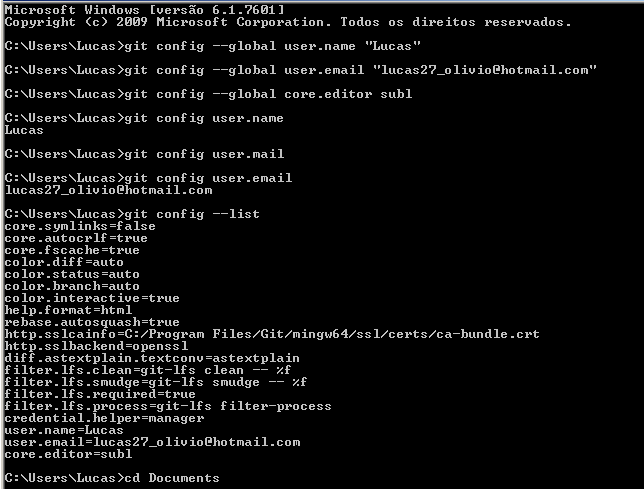 Microsoft Windows [versão 6.1.7601]
Copyright (c) 2009 Microsoft Corporation. Todos os direitos reservados.
C:\Users\Lucas>git config --global user.name "Lucas"
C:\Users\Lucas>git config --global user.email "lucas27_olivio@hotmail.com"
C:\Users\Lucas>git config --global core.editor subl
C:\Users\Lucas>git config user.name
Lucas
C:\Users\Lucas>git config user.mail
C:\Users\Lucas>git config user.email
lucas27_olivio@hotmail.com
C:\Users\Lucas>git config --list
core.symlinks=false
core.autocrlf=true
core.fscache=true
color.diff=auto
color.status=auto
color.branch=auto
color.interactive=true
help.format=html
rebase.autosquash=true
http.sslcainfo=C:/Program Files/Git/mingw64/ssl/certs/ca-bundle.crt
http.sslbackend=openssl
diff.astextplain.textconv=astextplain
filter.lfs.clean=git-lfs clean -- %f
filter.lfs.smudge=git-lfs smudge -- %f
filter.lfs.required=true
filter.lfs.process=git-lfs filter-process
credential.helper=manager
user.name=Lucas
user.email=lucas27_olivio@hotmail.com
core.editor=subl
C:\Users\Lucas>cd Documents